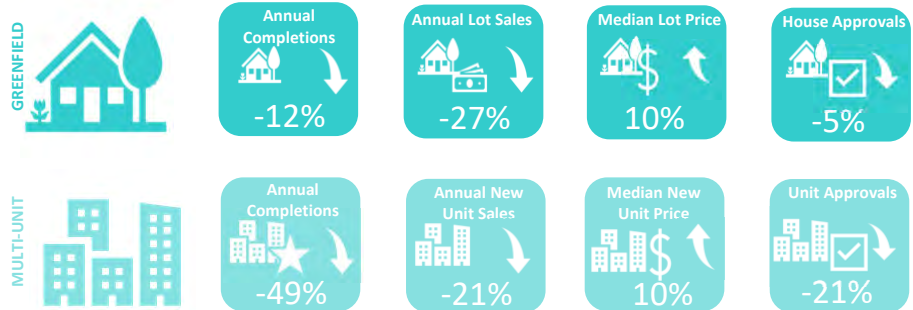 GREENFIELD
Annual
Completions
-12%
Annual Lot Sales
-27%
Median Lot Price
$
10%
House Approvals
-5%
MULTI-UNIT
Annual
Completions
-49%
Annual New
Unit Sales
-21%
Median New
Unit Price
$
10%
Unit Approvals
-21%